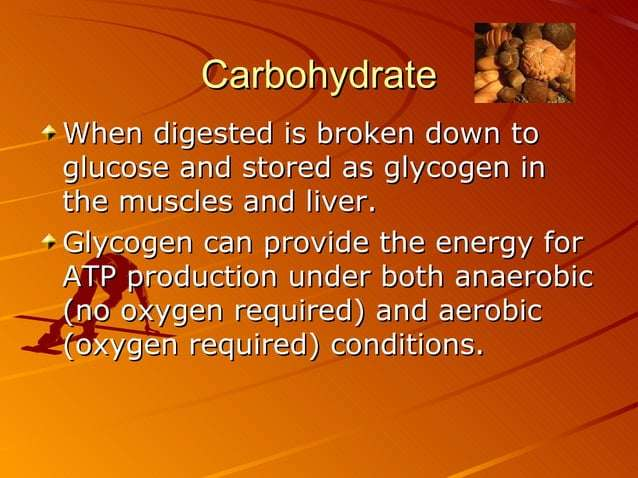 Carbohydrate
When digested is broken down to
glucose and stored as glycogen in
the muscles and liver.
Glycogen can provide the energy for
ATP production under both anaerobic
(no oxygen required) and aerobic
(oxygen required) conditions.